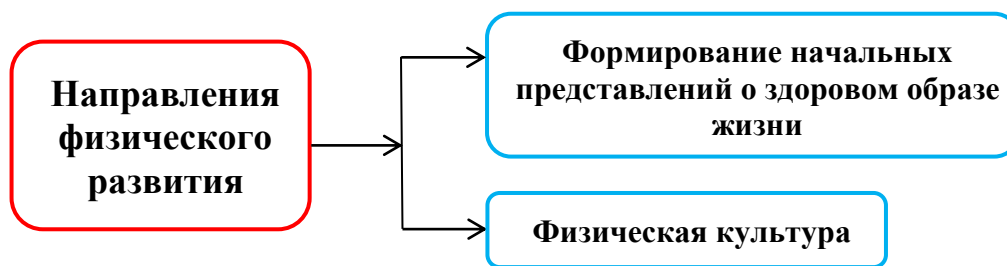 Направления
физического
развития
Формирование начальных
представлений о здоровом образе
жизни
Физическая культура